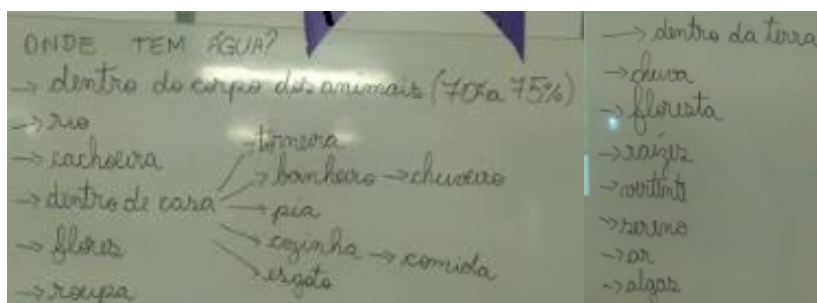 ONDE TEM ÁGUA?
→ dentro do corpo dos animais (70% a 75%)
→ rio
→ cachoeira
→ dentro de casa
→ torneira
→ banheiro → chuveiro
→ pia
→ cozinha → comida
→ esgoto
→ flores
→ roupa
→ dentro da terra
→ chuva
→ floresta
→ raízes
→ vertente
→ sereno
→ ar
→ algas